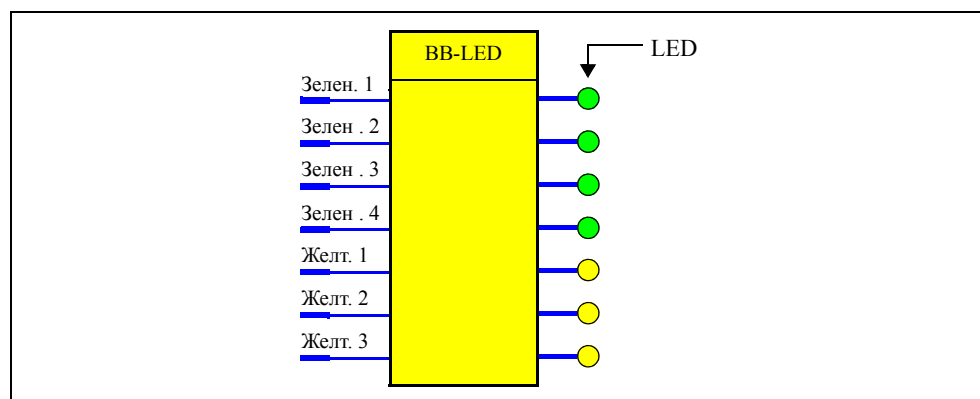 BB-LED
LED
Зелен. 1
Зелен . 2
Зелен . 3
Зелен . 4
Желт. 1
Желт. 2
Желт. 3